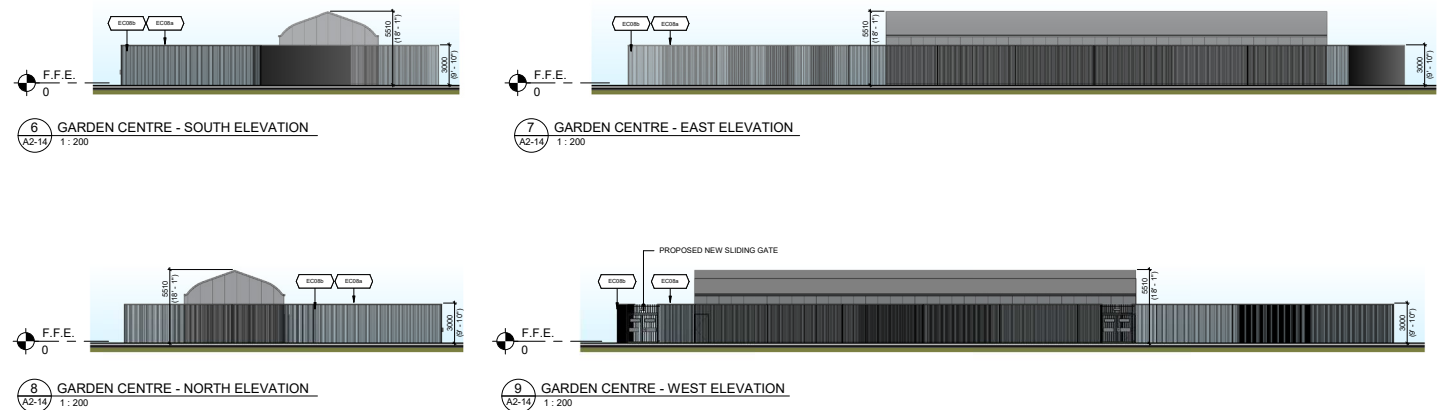 EC08b EC08a
5510
(18' - 1")
3000
(9' - 10")
F.F.E.
0
6 GARDEN CENTRE - SOUTH ELEVATION
A2-14 1 : 200
EC08b EC08a
5510
(18' - 1")
3000
(9' - 10")
F.F.E.
0
7 GARDEN CENTRE - EAST ELEVATION
A2-14 1 : 200
EC08b EC08a
5510
(18' - 1")
3000
(9' - 10")
F.F.E.
0
8 GARDEN CENTRE - NORTH ELEVATION
A2-14 1 : 200
PROPOSED NEW SLIDING GATE
EC08b EC08a
5510
(18' - 1")
3000
(9' - 10")
F.F.E.
0
9 GARDEN CENTRE - WEST ELEVATION
A2-14 1 : 200